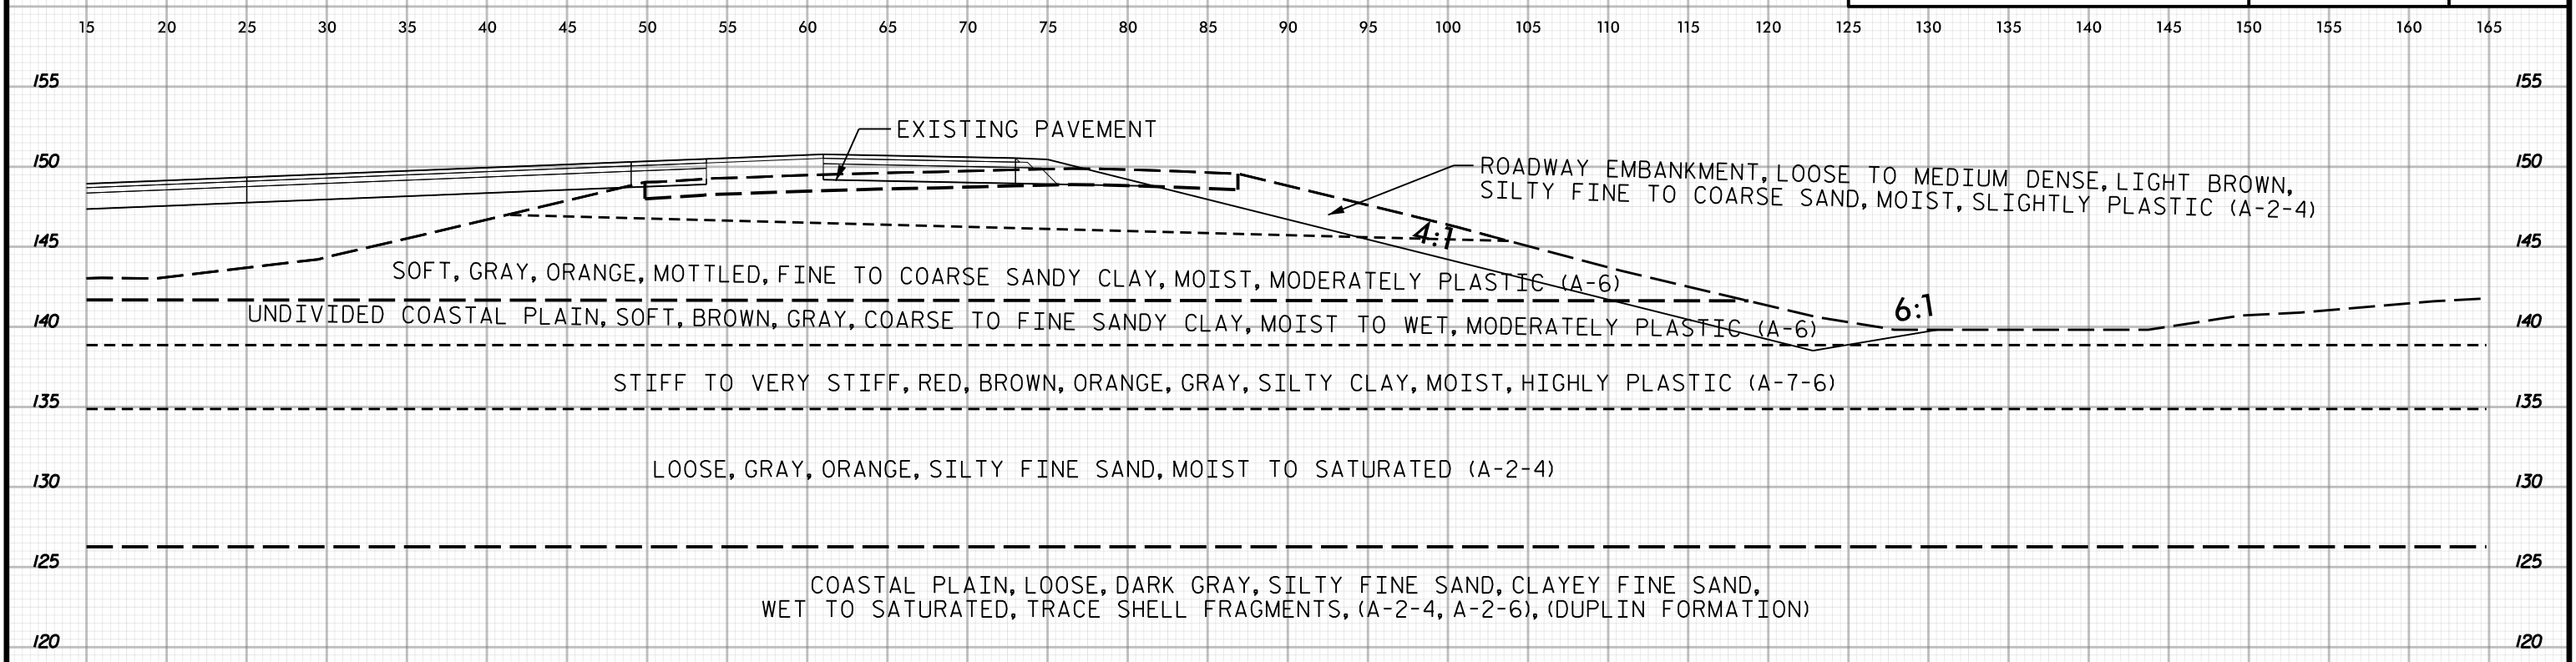 15 20 25 30 35 40 45 50 55 60 65 70 75 80 85 90 95 100 105 110 115 120 125 130 135 140 145 150 155 160 165
155 155
EXISTING PAVEMENT
150 150
ROADWAY EMBANKMENT, LOOSE TO MEDIUM DENSE, LIGHT BROWN,
SILTY FINE TO COARSE SAND, MOIST, SLIGHTLY PLASTIC (A-2-4)
145 4:1 145
SOFT, GRAY, ORANGE, MOTTLED, FINE TO COARSE SANDY CLAY, MOIST, MODERATELY PLASTIC (A-6)
6:1
140 UNDIVIDED COASTAL PLAIN, SOFT, BROWN, GRAY, COARSE TO FINE SANDY CLAY, MOIST TO WET, MODERATELY PLASTIC (A-6) 140
STIFF TO VERY STIFF, RED, BROWN, ORANGE, GRAY, SILTY CLAY, MOIST, HIGHLY PLASTIC (A-7-6)
135 135
LOOSE, GRAY, ORANGE, SILTY FINE SAND, MOIST TO SATURATED (A-2-4)
130 130
125 125
COASTAL PLAIN, LOOSE, DARK GRAY, SILTY FINE SAND, CLAYEY FINE SAND,
WET TO SATURATED, TRACE SHELL FRAGMENTS, (A-2-4, A-2-6), (DUPLIN FORMATION)
120 120